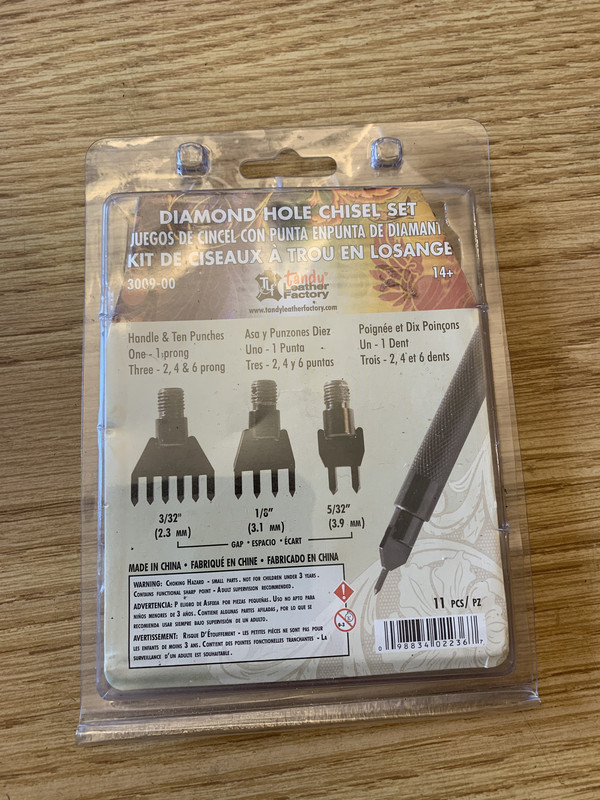 DIAMOND HOLE CHISEL SET
JUEGOS DE CINCEL CON PUNTA ENPUNTA DE DIAMANT
KIT DE CISEAUX À TROU EN LOSANGE
3009-00
14+
tandy
Leather
Factory
www.tandyleatherfactory.com
Handle & Ten Punches
One - 1 prong
Three - 2, 4 & 6 prong
Asa y Punzones Diez
Uno - 1 Punta
Tres - 2, 4 y 6 puntas
Poignée et Dix Poinçons
Un - 1 Dent
Trois - 2, 4 et 6 dents
3/32"
(2.3 MM)
1/8"
(3.1 MM)
5/32"
(3.9 MM)
GAP • ESPACIO • ÉCART
MADE IN CHINA • FABRIQUÉ EN CHINE • FABRICADO EN CHINA
WARNING: CHOKING HAZARD - SMALL PARTS. NOT FOR CHILDREN UNDER 3 YEARS.
CONTAINS FUNCTIONAL SHARP POINT - ADULT SUPERVISION RECOMMENDED.
ADVERTENCIA: P ELIGRO DE ASFIXIA POR PIEZAS PEQUEÑAS. USO NO APTO PARA
NIÑOS MENORES DE 3 AÑOS. CONTIENE ALGUNAS PARTES AFILADAS, POR LO QUE SE
RECOMIENDA USAR SIEMPRE BAJO SUPERVISIÓN DE UN ADULTO.
AVERTISSEMENT: RISQUE D'ÉTOUFFEMENT - LES PETITES PIÈCES NE SONT PAS POUR
LES ENFANTS DE MOINS 3 ANS. CONTIENT DES POINTES FONCTIONNELLES TRANCHANTES - LA
SURVEILLANCE D'UN ADULTE EST SOUHAITABLE.
0-3
11 PCS/ PZ
0 98834 02236 7